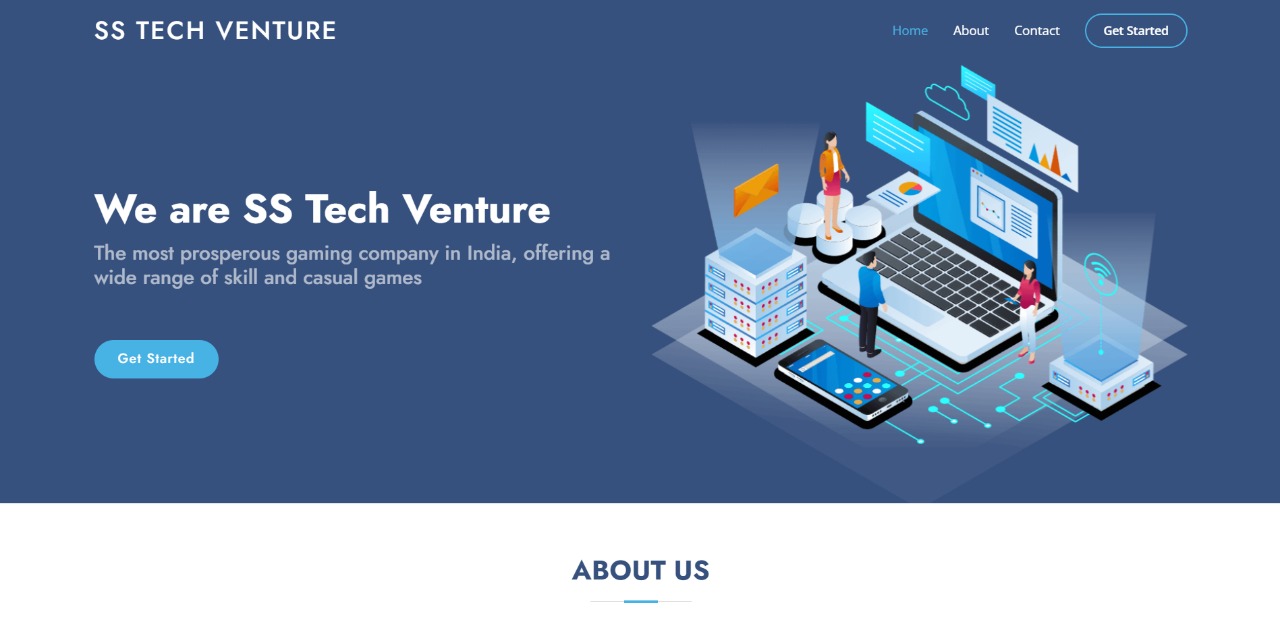 SS TECH VENTURE
Home
About
Contact
Get Started
We are SS Tech Venture
The most prosperous gaming company in India, offering a
wide range of skill and casual games
Get Started
ABOUT US